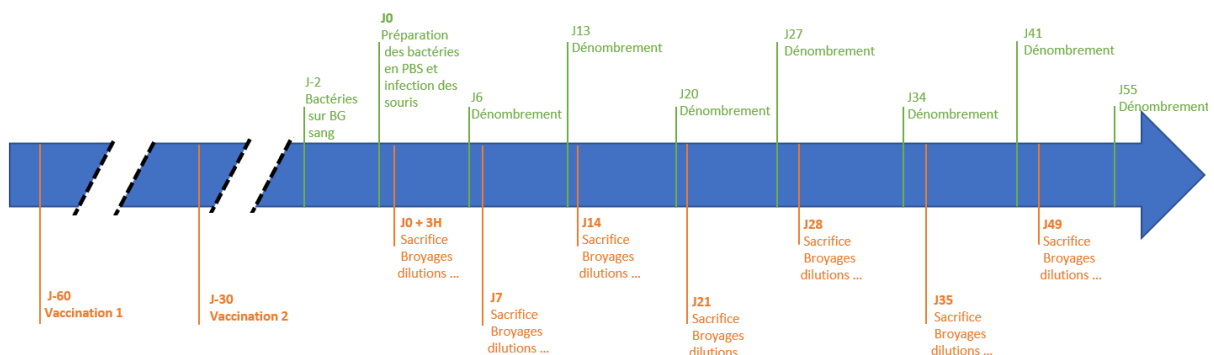 J0
Préparation
des bactéries
en PBS et
infection des
souris
J-2
Bactéries
sur BG
sang
J6
Dénombrement
J13
Dénombrement
J20
Dénombrement
J27
Dénombrement
J34
Dénombrement
J41
Dénombrement
J55
Dénombrement
J-60
Vaccination 1
J-30
Vaccination 2
J0 + 3H
Sacrifice
Broyages
dilutions ...
J7
Sacrifice
Broyages
dilutions ...
J14
Sacrifice
Broyages
dilutions ...
J21
Sacrifice
Broyages
dilutions ...
J28
Sacrifice
Broyages
dilutions ...
J35
Sacrifice
Broyages
dilutions ...
J49
Sacrifice
Broyages
dilutions ...